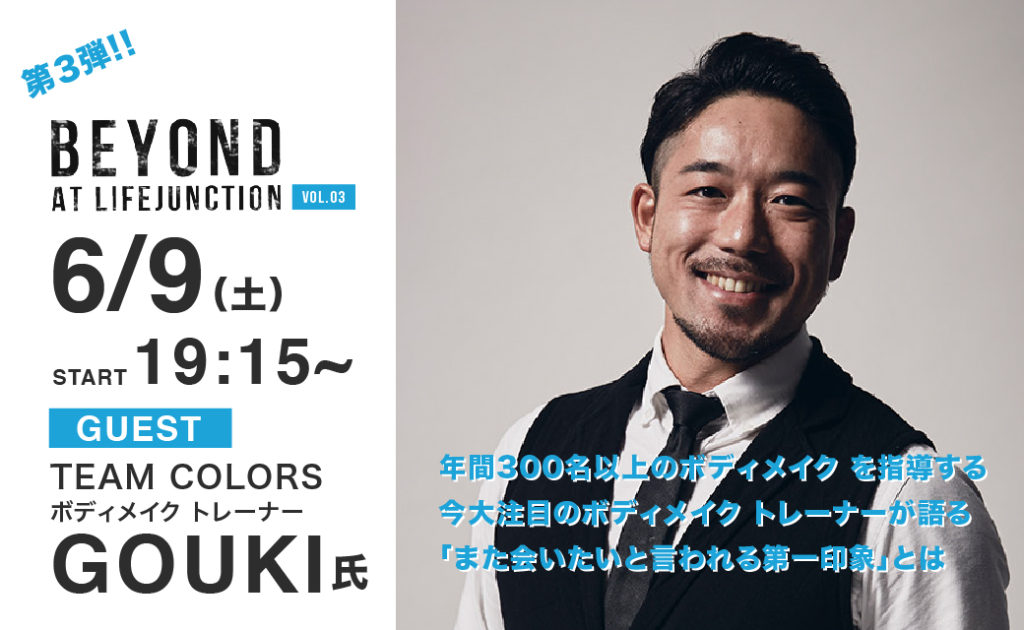 第3弾!!
BEYOND
AT LIFEJUNCTION VOL.03
6/9(土)
START 19:15~
GUEST
TEAM COLORS
ボディメイク トレーナー
GOUKI氏
年間300名以上のボディメイク を指導する
今大注目のボディメイク トレーナーが語る
「また会いたいと言われる第一印象」とは